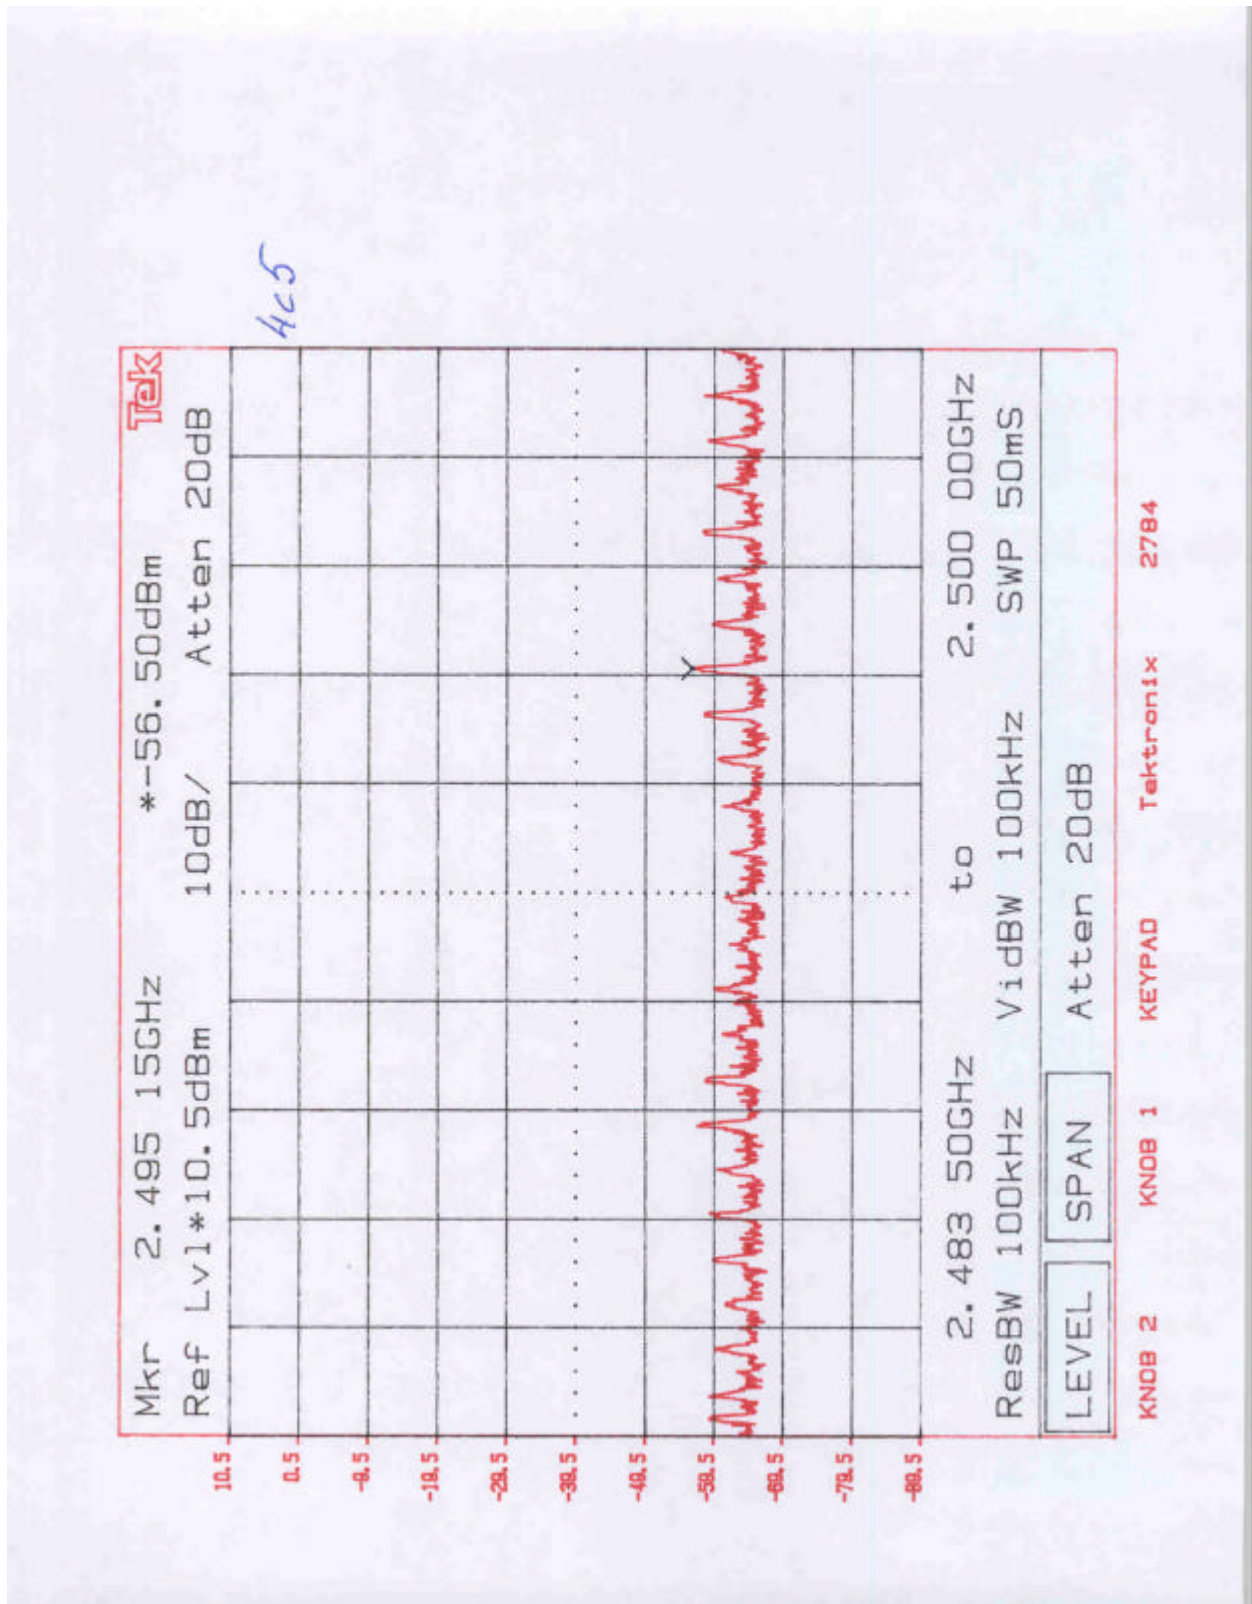 4c5
Mkr 2.495 15GHz *-56.50dBm Tek
Ref Lvl*10.5dBm 10dB/ Atten 20dB
10.5
0.5
-9.5
-19.5
-29.5
-39.5
-49.5
-59.5
-69.5
-79.5
-89.5
2.483 50GHz to 2.500 00GHz
ResBW 100kHz VidBW 100kHz SWP 50mS
LEVEL SPAN Atten 20dB
KNOB 2 KNOB 1 KEYPAD Tektronix 2784